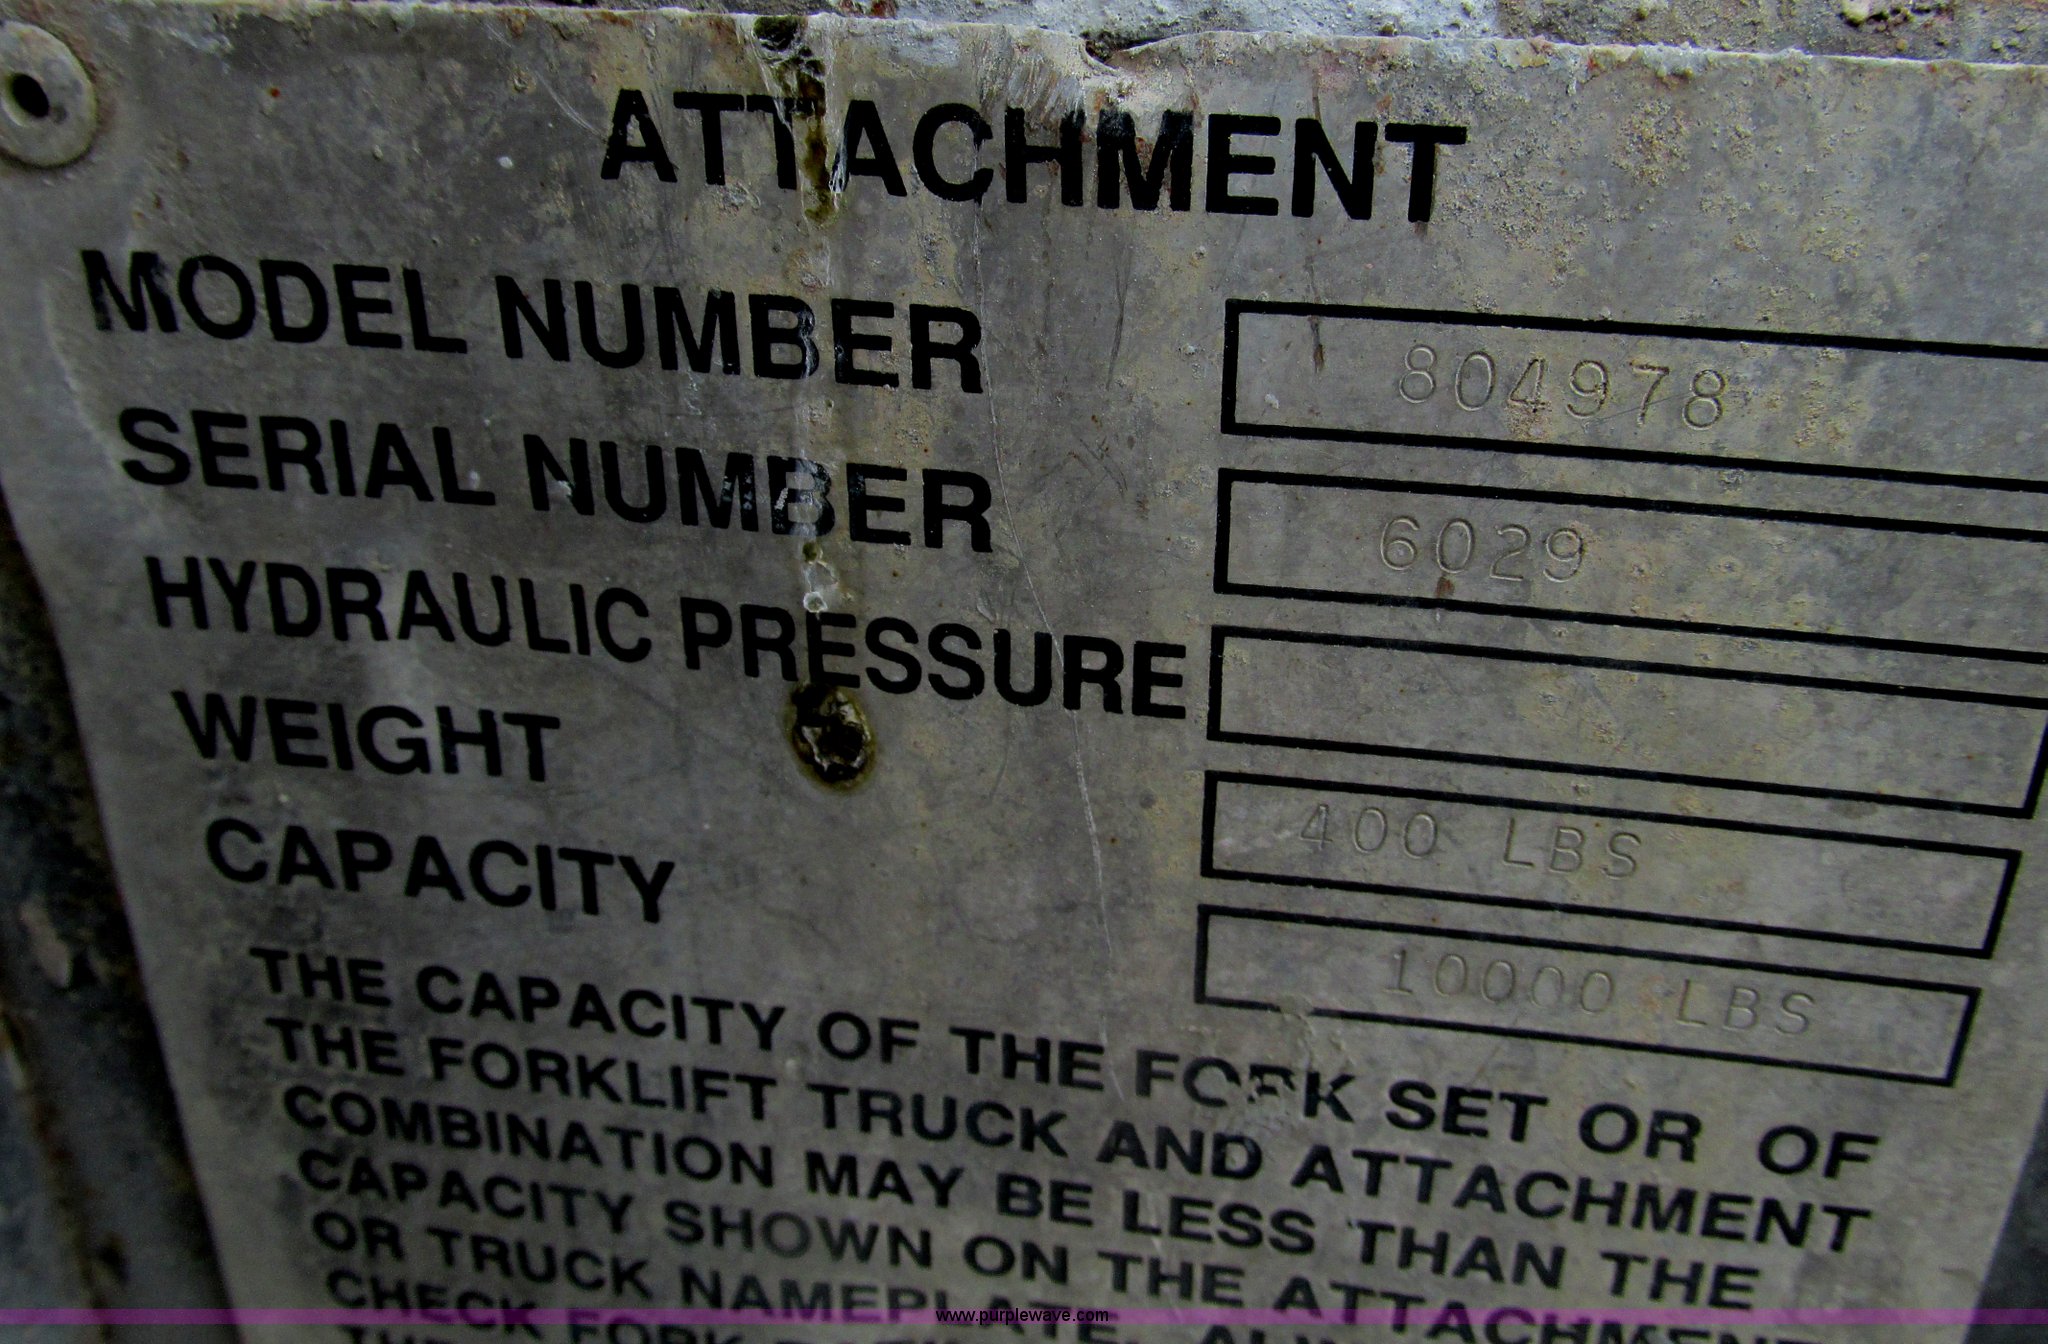 ATTACHMENT
MODEL NUMBER 804978
SERIAL NUMBER 6029
HYDRAULIC PRESSURE
WEIGHT 400 LBS
CAPACITY 10000 LBS
THE CAPACITY OF THE FORK SET OR OF
THE FORKLIFT TRUCK AND ATTACHMENT
COMBINATION MAY BE LESS THAN THE
CAPACITY SHOWN ON THE ATTACHMENT
OR TRUCK NAMEPLATE.
CHECK FORK
www.purplewave.com